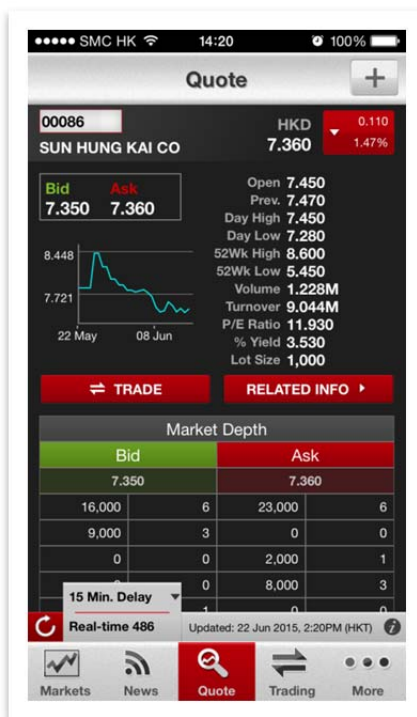 SMC HK 14:20 100%
Quote +
00086 HKD 0.110
SUN HUNG KAI CO 7.360 1.47%
Bid Ask
7.350 7.360
Open 7.450
Prev. 7.470
Day High 7.450
Day Low 7.280
52Wk High 8.600
52Wk Low 5.450
Volume 1.228M
Turnover 9.044M
P/E Ratio 11.930
% Yield 3.530
Lot Size 1,000
8.448
7.721
22 May 08 Jun
TRADE RELATED INFO
Market Depth
Bid Ask
7.350 7.360
16,000 6 23,000 6
9,000 3 0 0
0 0 2,000 1
0 8,000 3
15 Min. Delay
1 0 0
Real-time 486 Updated: 22 Jun 2015, 2:20PM (HKT) i
Markets News Quote Trading More